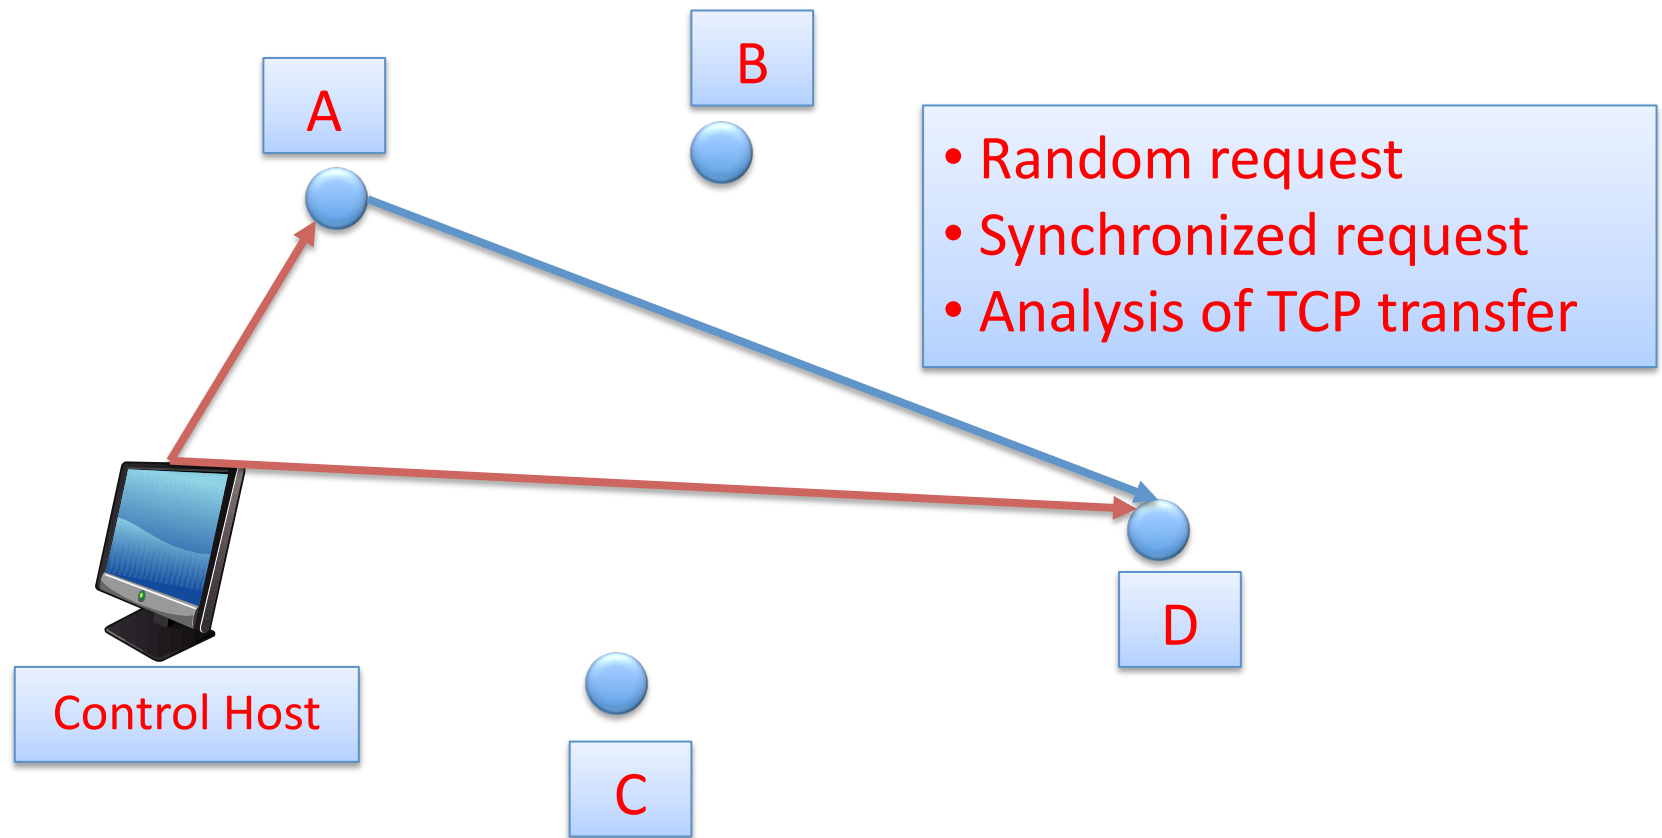 A
B
• Random request
• Synchronized request
• Analysis of TCP transfer
D
Control Host
C